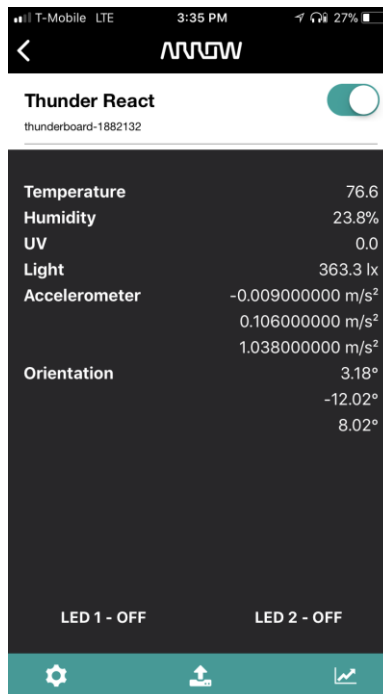 T-Mobile LTE 3:35 PM 27%
ARROW
Thunder React
thunderboard-1882132
Temperature 76.6
Humidity 23.8%
UV 0.0
Light 363.3 lx
Accelerometer -0.009000000 m/s²
0.106000000 m/s²
1.038000000 m/s²
Orientation 3.18°
-12.02°
8.02°
LED 1 - OFF LED 2 - OFF